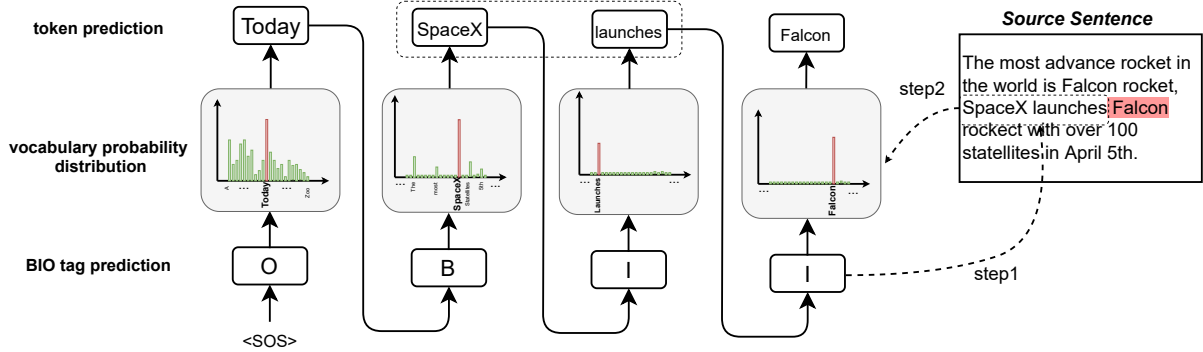 token prediction
Today
SpaceX
launches
Falcon
Source Sentence
The most advance rocket in
the world is Falcon rocket,
SpaceX launches Falcon
rockect with over 100
statellites in April 5th.
step2
vocabulary probability
distribution
A
...
Today
...
Zoo
...
The
most
SpaceX
Statellites
5th
...
Launches
...
...
Falcon
...
BIO tag prediction
O
B
I
I
step1
<SOS>